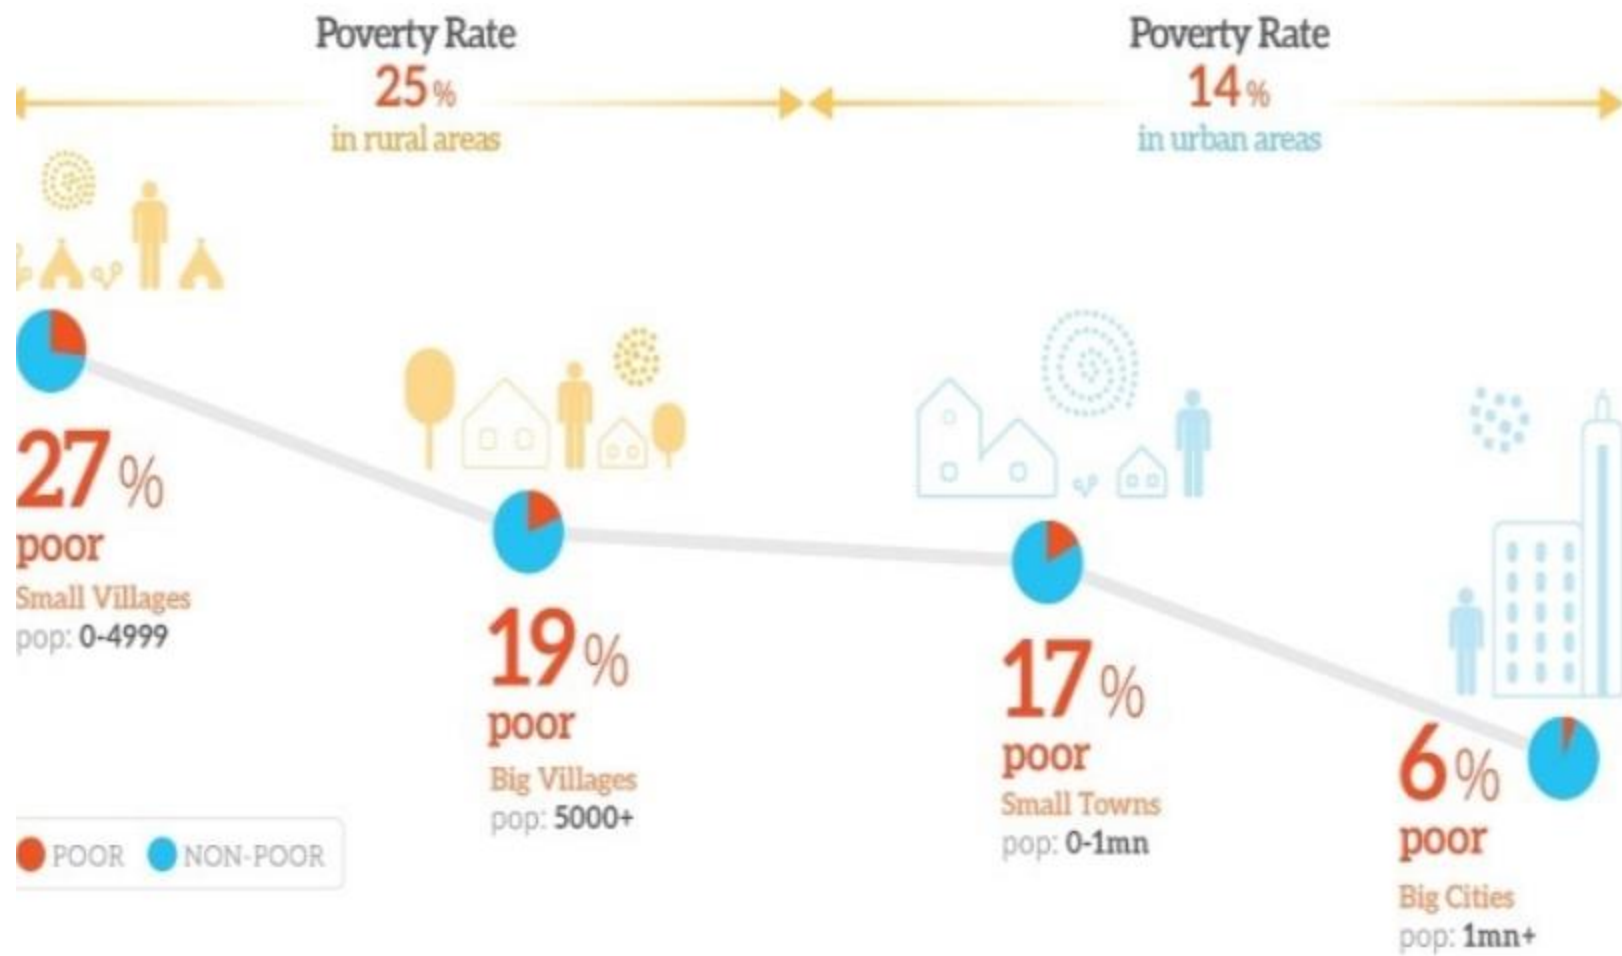 Poverty Rate
25%
in rural areas
Poverty Rate
14%
in urban areas
27%
poor
Small Villages
pop: 0-4999
19%
poor
Big Villages
pop: 5000+
17%
poor
Small Towns
pop: 0-1mn
6%
poor
Big Cities
pop: 1mn+
POOR NON-POOR